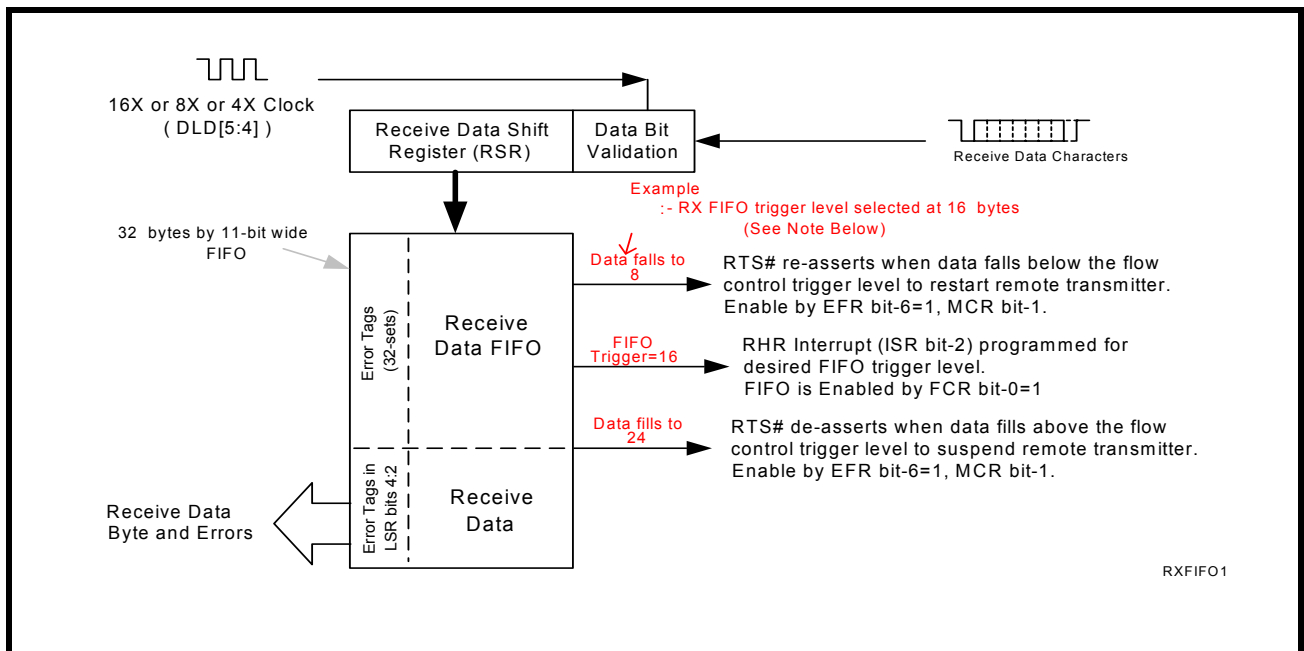 16X or 8X or 4X Clock
( DLD[5:4] )
Receive Data Shift
Register (RSR)
Data Bit
Validation
Receive Data Characters
Example
:- RX FIFO trigger level selected at 16 bytes
(See Note Below)
32 bytes by 11-bit wide
FIFO
Data falls to
8
RTS# re-asserts when data falls below the flow
control trigger level to restart remote transmitter.
Enable by EFR bit-6=1, MCR bit-1.
Error Tags
(32-sets)
Receive
Data FIFO
FIFO
Trigger=16
RHR Interrupt (ISR bit-2) programmed for
desired FIFO trigger level.
FIFO is Enabled by FCR bit-0=1
Data fills to
24
RTS# de-asserts when data fills above the flow
control trigger level to suspend remote transmitter.
Enable by EFR bit-6=1, MCR bit-1.
Receive Data
Byte and Errors
Error Tags in
LSR bits 4:2
Receive
Data
RXFIFO1